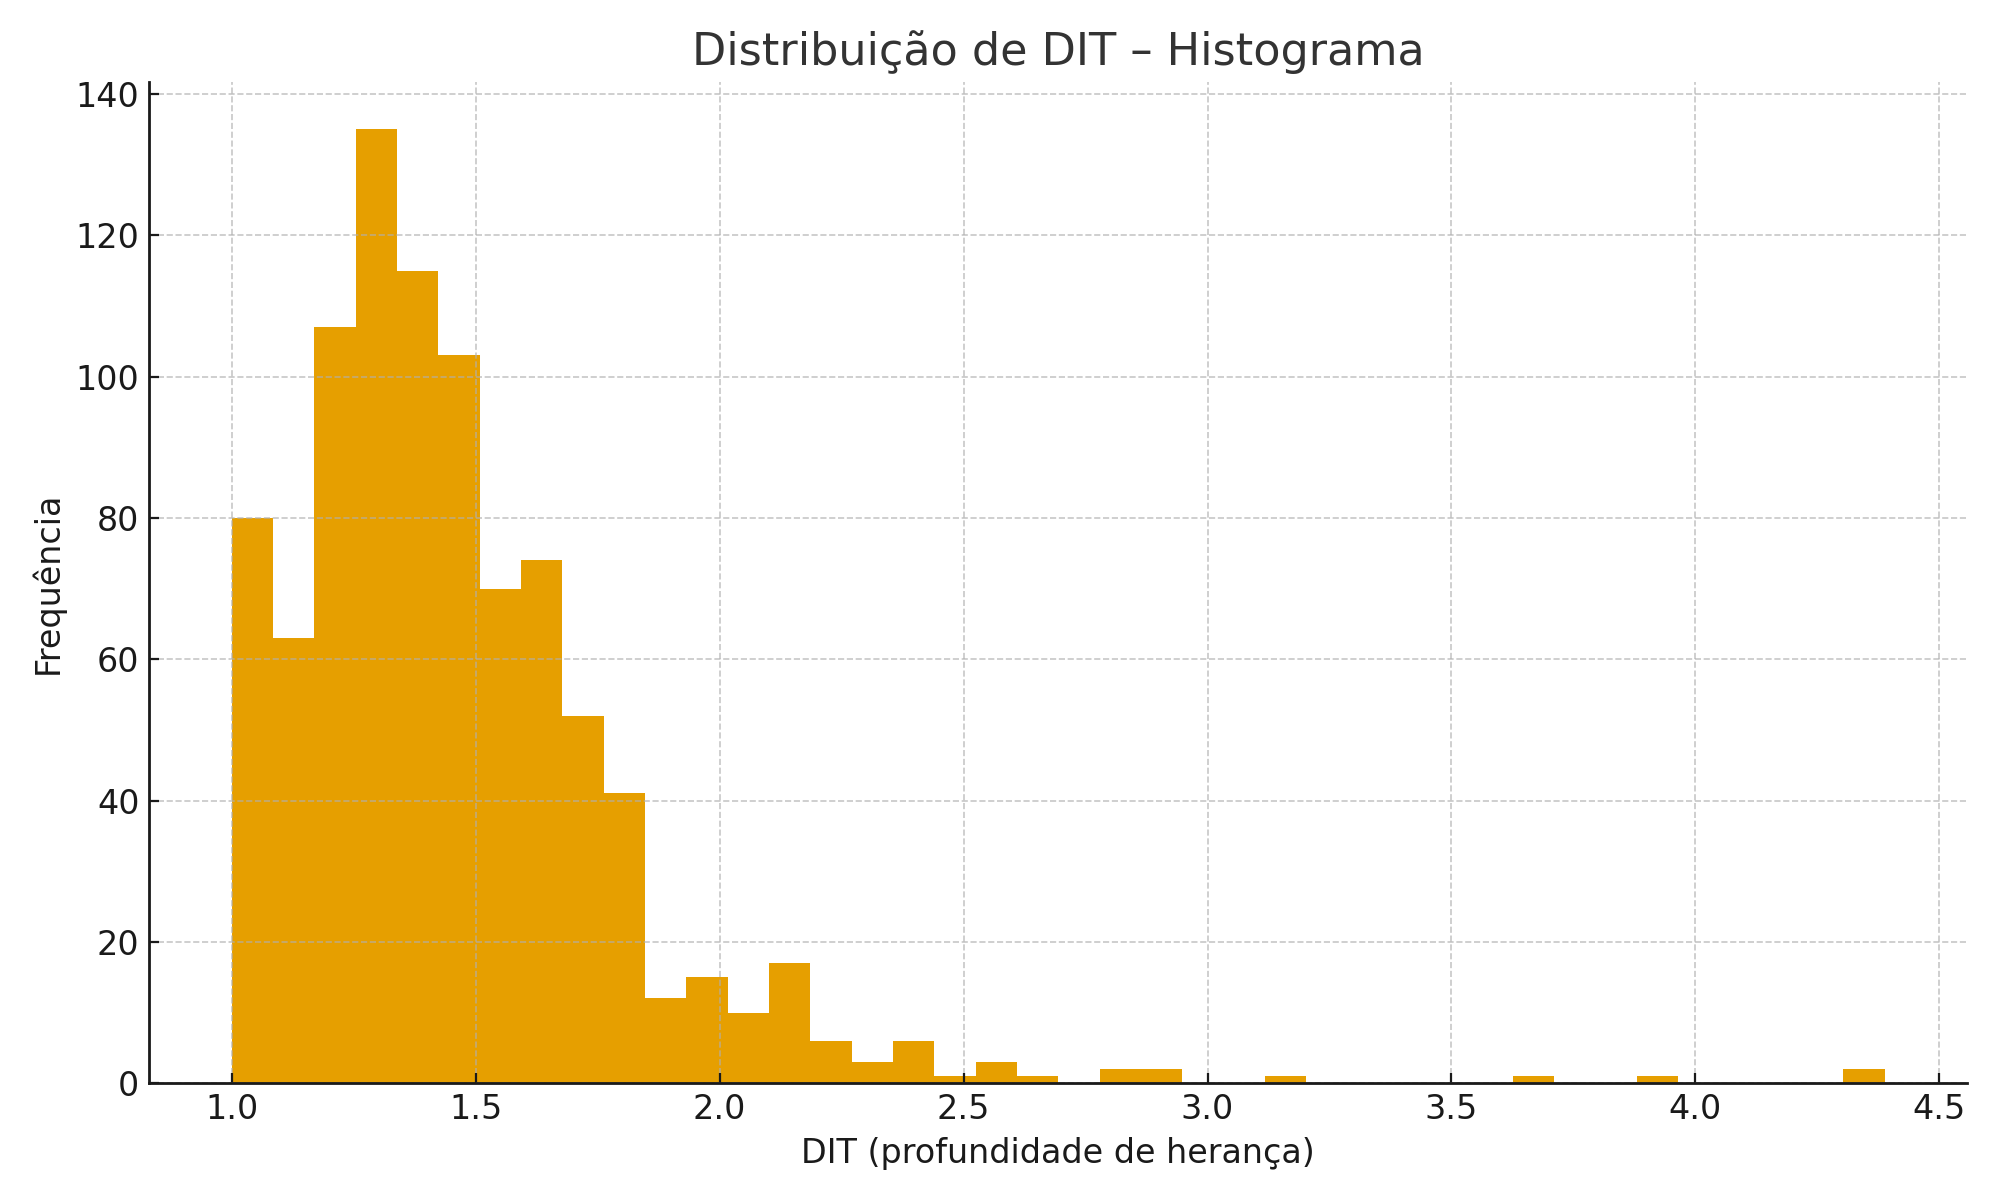 Distribuição de DIT – Histograma
140
120
100
80
60
40
20
0
Frequência
1.0 1.5 2.0 2.5 3.0 3.5 4.0 4.5
DIT (profundidade de herança)